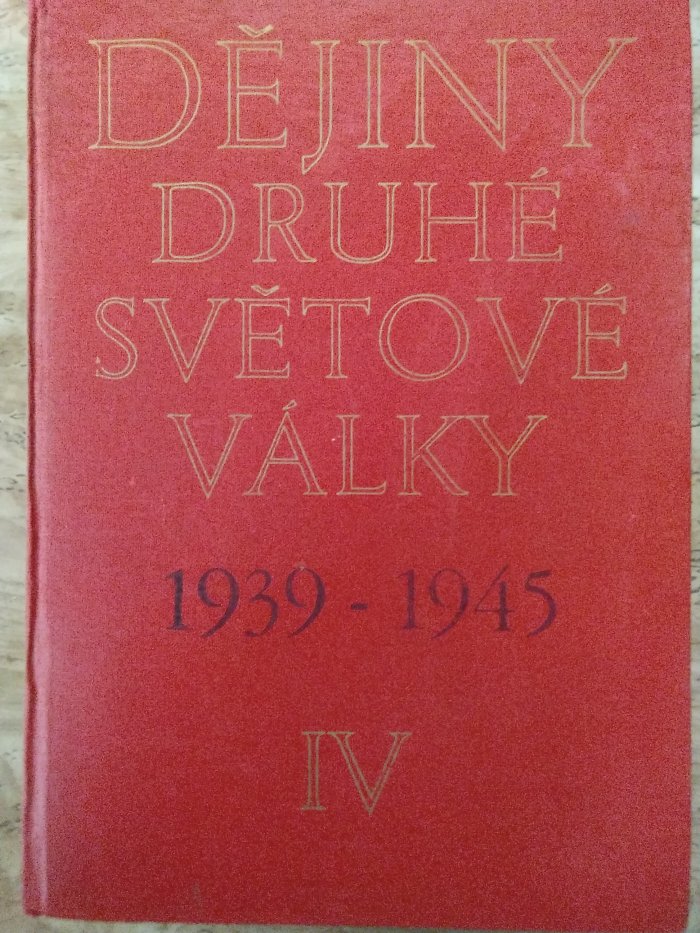 DĚJINY
DRUHÉ
SVĚTOVÉ
VÁLKY
1939 - 1945
IV